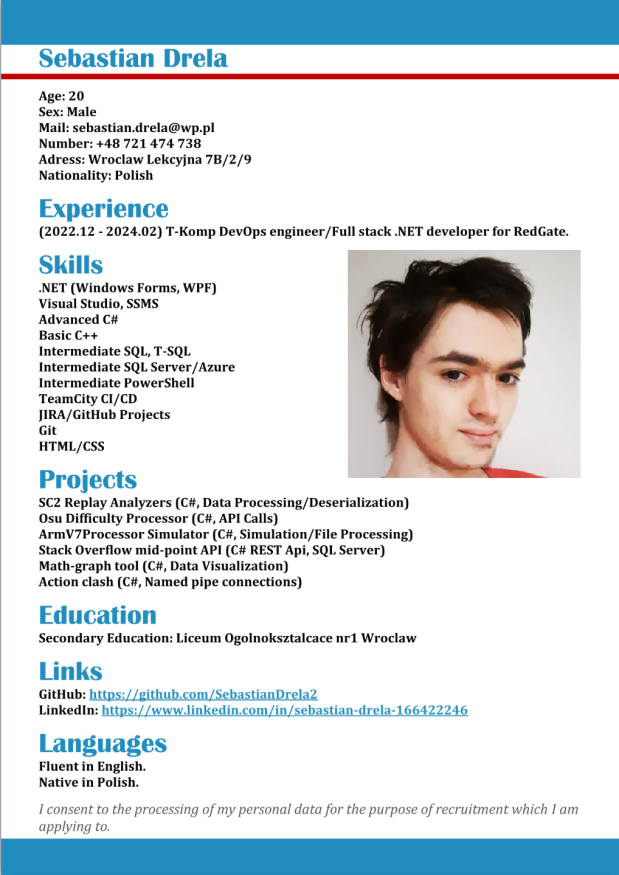 Sebastian Drela
Age: 20
Sex: Male
Mail: sebastian.drela@wp.pl
Number: +48 721 474 738
Adress: Wroclaw Lekcyjna 7B/2/9
Nationality: Polish
Experience
(2022.12 - 2024.02) T-Komp DevOps engineer/Full stack .NET developer for RedGate.
Skills
.NET (Windows Forms, WPF)
Visual Studio, SSMS
Advanced C#
Basic C++
Intermediate SQL, T-SQL
Intermediate SQL Server/Azure
Intermediate PowerShell
TeamCity CI/CD
JIRA/GitHub Projects
Git
HTML/CSS
Projects
SC2 Replay Analyzers (C#, Data Processing/Deserialization)
Osu Difficulty Processor (C#, API Calls)
ArmV7Processor Simulator (C#, Simulation/File Processing)
Stack Overflow mid-point API (C# REST Api, SQL Server)
Math-graph tool (C#, Data Visualization)
Action clash (C#, Named pipe connections)
Education
Secondary Education: Liceum Ogolnoksztalcace nr1 Wroclaw
Links
GitHub: https://github.com/SebastianDrela2
LinkedIn: https://www.linkedin.com/in/sebastian-drela-166422246
Languages
Fluent in English.
Native in Polish.
I consent to the processing of my personal data for the purpose of recruitment which I am
applying to.